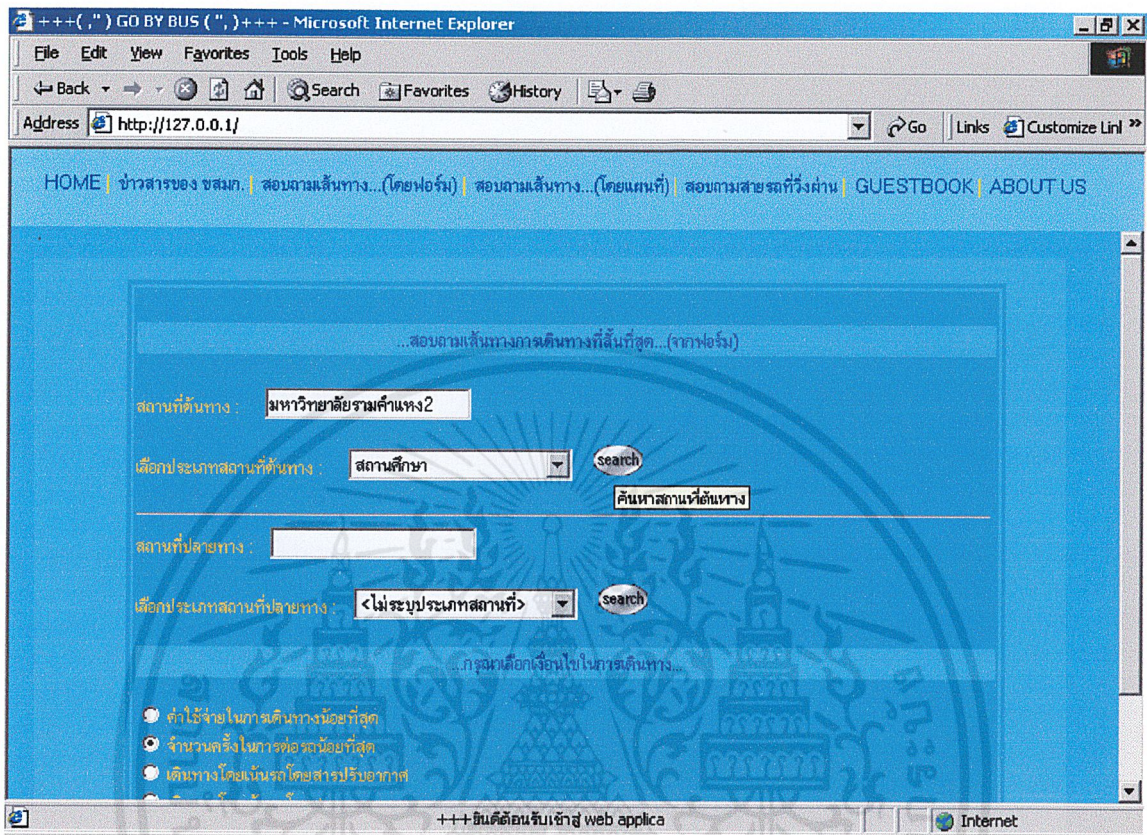 +++( ," ) GO BY BUS ( ", )+++ - Microsoft Internet Explorer
File Edit View Favorites Tools Help
Back Search Favorites History
Address http://127.0.0.1/ Go Links Customize Linl »
HOME | ข่าวสารของ ขสมก. | สอบถามเส้นทาง...(โดยฟอร์ม) | สอบถามเส้นทาง...(โดยแผนที่) | สอบถามสายรถที่วิ่งผ่าน | GUESTBOOK | ABOUT US
...สอบถามเส้นทางการเดินทางที่สั้นที่สุด...(จากฟอร์ม)
สถานที่ต้นทาง : มหาวิทยาลัยรามคำแหง2
เลือกประเภทสถานที่ต้นทาง : สถานศึกษา search
ค้นหาสถานที่ต้นทาง
สถานที่ปลายทาง :
เลือกประเภทสถานที่ปลายทาง : <ไม่ระบุประเภทสถานที่> search
...กรุณาเลือกเงื่อนไขในการเดินทาง...
ค่าใช้จ่ายในการเดินทางน้อยที่สุด
จำนวนครั้งในการต่อรถน้อยที่สุด
เดินทางโดยเน้นรถโดยสารปรับอากาศ
+++ยินดีต้อนรับเข้าสู่ web applica Internet